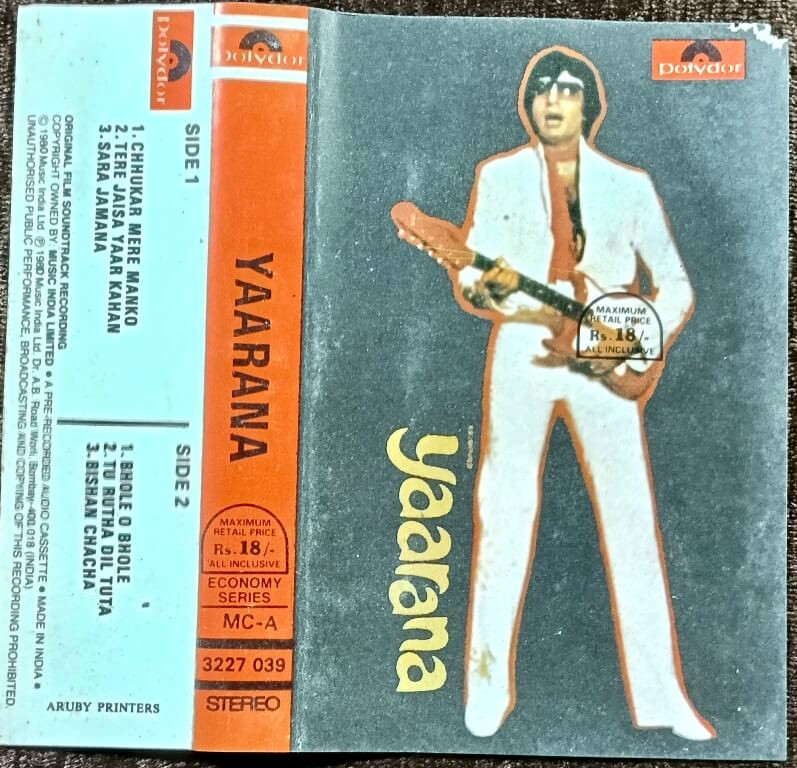 polydor
SIDE 1
1. CHHUKAR MERE MANKO
2. TERE JAISA YAAR KAHAN
3. SARA JAMANA
SIDE 2
1. BHOLE O BHOLE
2. TU RUTHA DIL TUTA
3. BISHAN CHACHA
ORIGINAL FILM SOUNDTRACK RECORDING
COPYRIGHT OWNED BY: MUSIC INDIA LIMITED • A PRE-RECORDED AUDIO CASSETTE • MADE IN INDIA •
© 1980 Music India Ltd. ℗ 1980 Music India Ltd. Dr. A.B. Road Worli, Bombay-400 018 (INDIA)
UNAUTHORISED PUBLIC PERFORMANCE, BROADCASTING AND COPYING OF THIS RECORDING PROHIBITED.
ARUBY PRINTERS
polydor
YAARANA
MAXIMUM
RETAIL PRICE
Rs. 18/-
ALL INCLUSIVE
ECONOMY
SERIES
MC-A
3227 039
STEREO
polydor
MAXIMUM
RETAIL PRICE
Rs. 18/-
ALL INCLUSIVE
yaarana